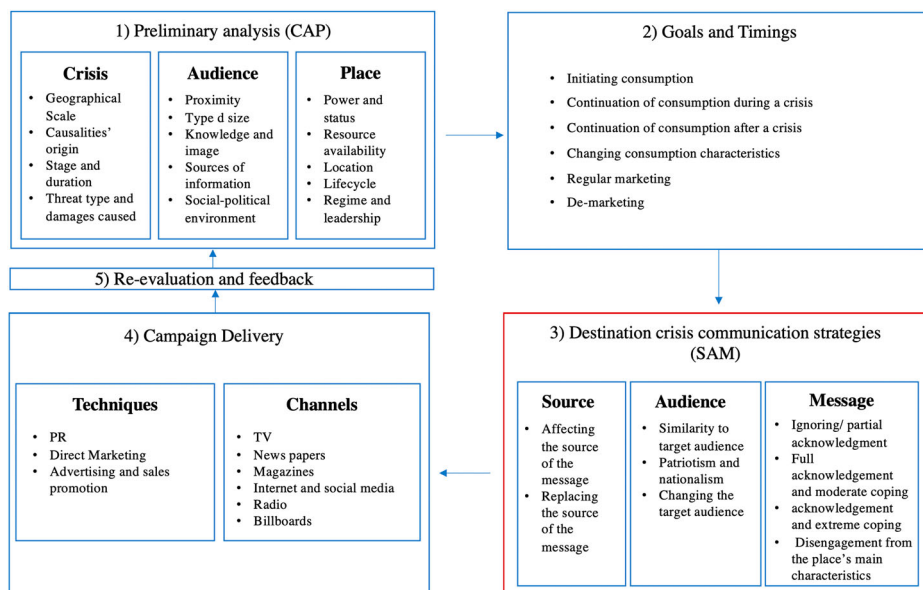 1) Preliminary analysis (CAP)
Crisis
• Geographical
Scale
• Causalities'
origin
• Stage and
duration
• Threat type and
damages caused
Audience
• Proximity
• Type d size
• Knowledge and
image
• Sources of
information
• Social-political
environment
Place
• Power and
status
• Resource
availability
• Location
• Lifecycle
• Regime and
leadership
2) Goals and Timings
• Initiating consumption
• Continuation of consumption during a crisis
• Continuation of consumption after a crisis
• Changing consumption characteristics
• Regular marketing
• De-marketing
3) Destination crisis communication strategies
(SAM)
Source
• Affecting
the source
of the
message
• Replacing
the source
of the
message
Audience
• Similarity to
target audience
• Patriotism and
nationalism
• Changing the
target audience
Message
• Ignoring/ partial
acknowledgment
• Full
acknowledgement
and moderate coping
• acknowledgement
and extreme coping
• Disengagement from
the place's main
characteristics
4) Campaign Delivery
Techniques
• PR
• Direct Marketing
• Advertising and sales
promotion
Channels
• TV
• News papers
• Magazines
• Internet and social media
• Radio
• Billboards
5) Re-evaluation and feedback